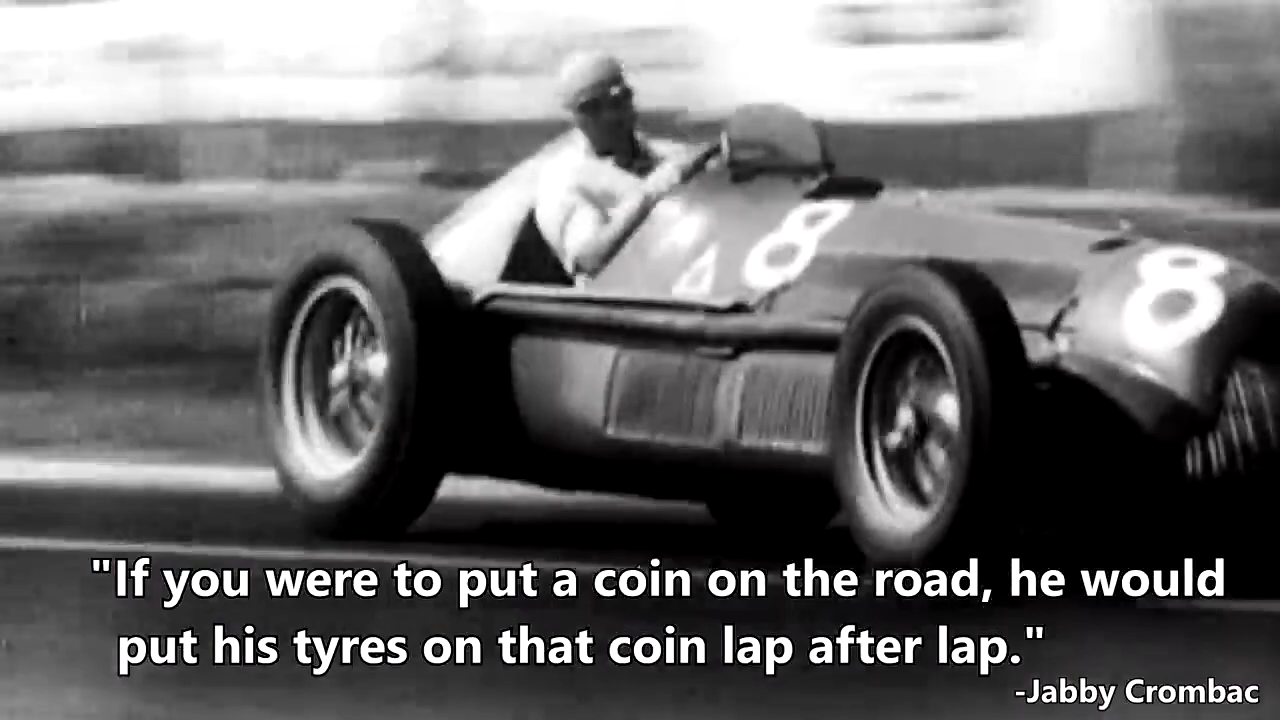 8
8
"If you were to put a coin on the road, he would
put his tyres on that coin lap after lap."
-Jabby Crombac